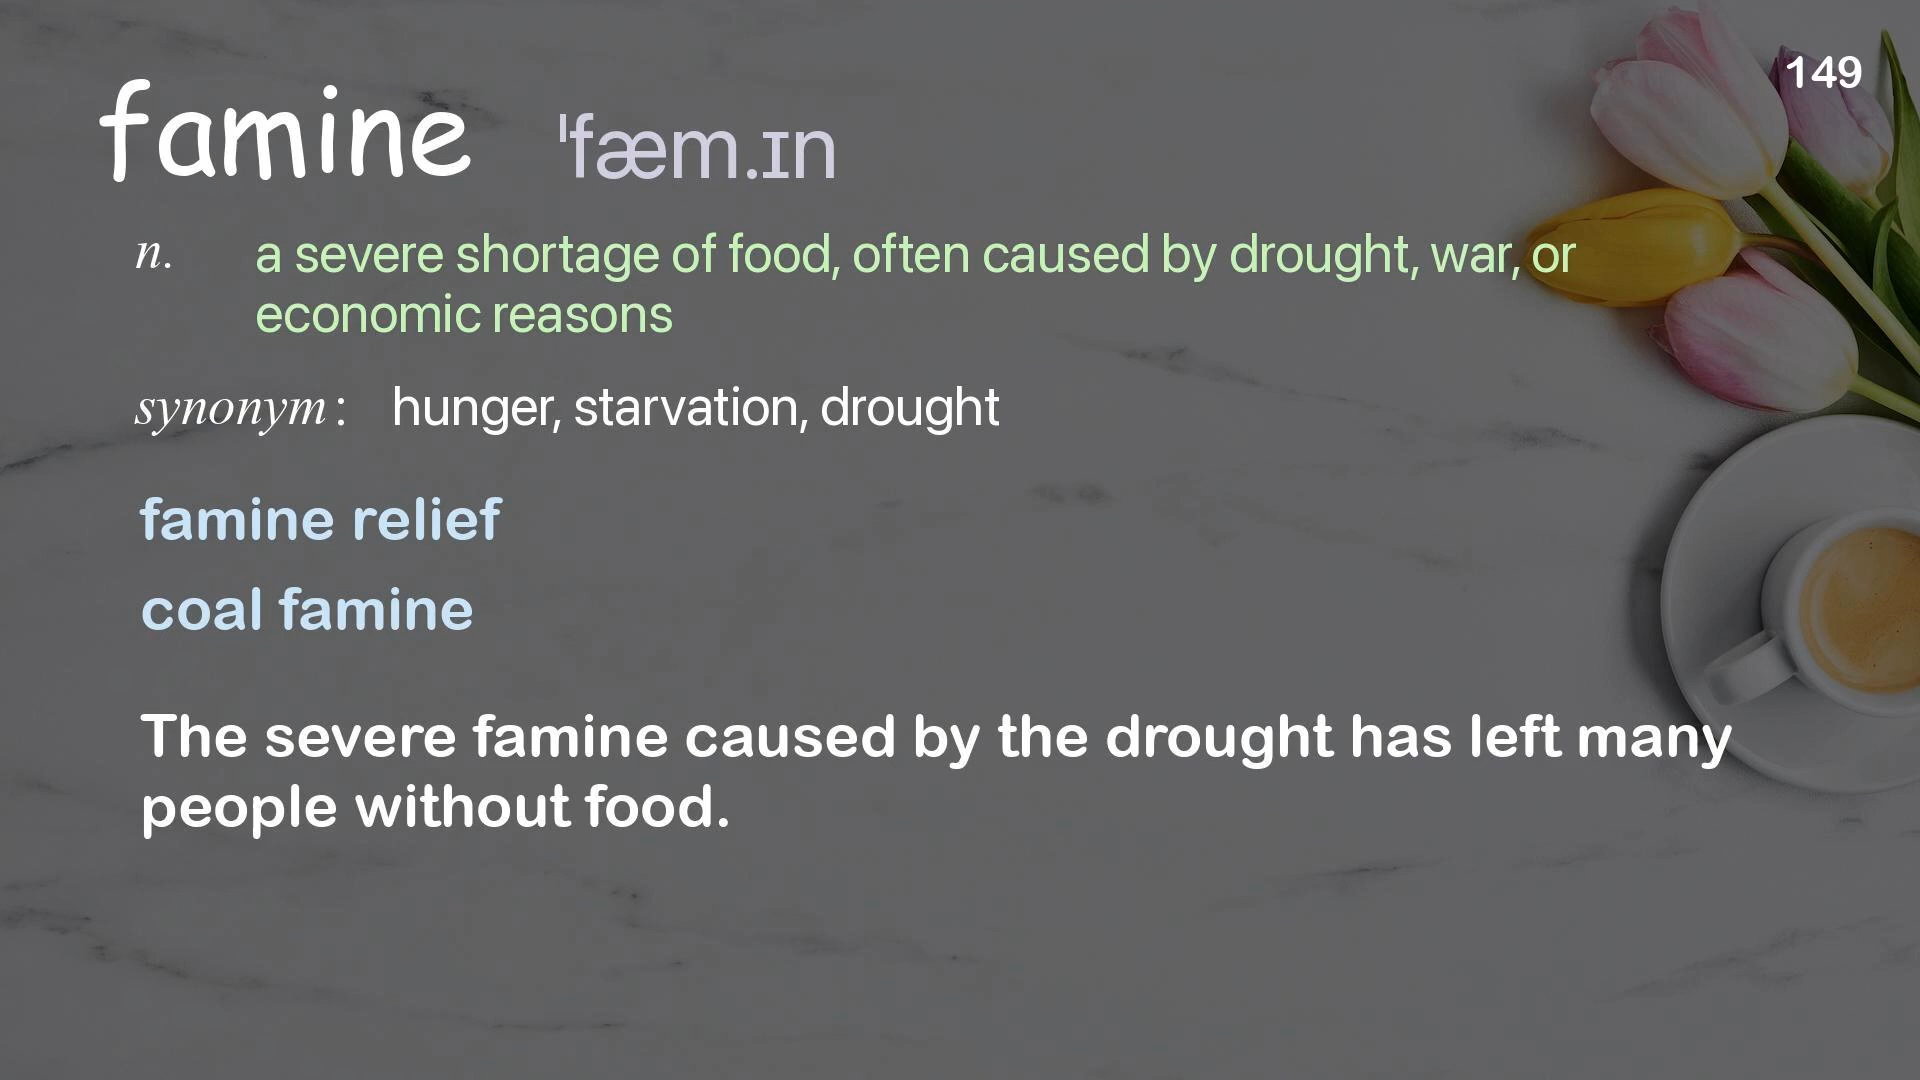 149
famine ˈfæm.ɪn
n. a severe shortage of food, often caused by drought, war, or
economic reasons
synonym: hunger, starvation, drought
famine relief
coal famine
The severe famine caused by the drought has left many
people without food.